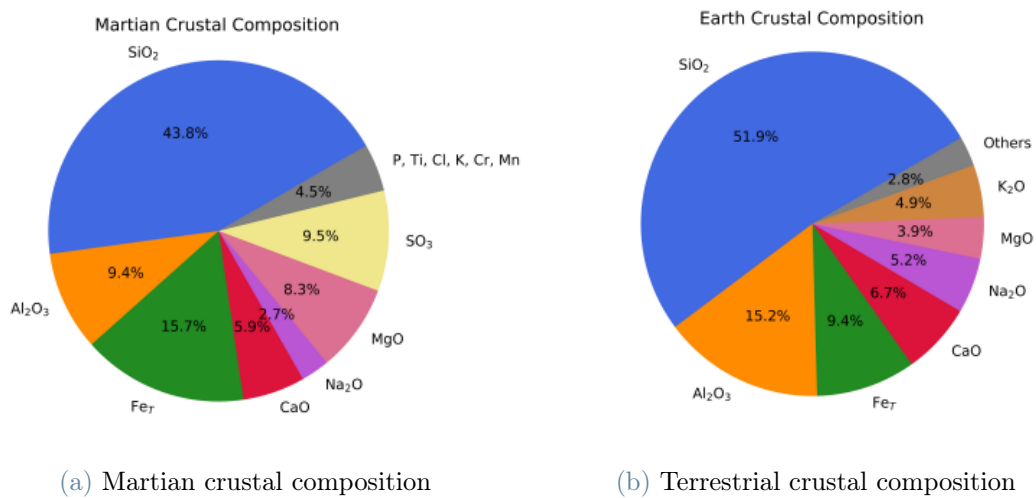 Martian Crustal Composition
SiO₂
43.8%
P, Ti, Cl, K, Cr, Mn
4.5%
SO₃
9.5%
MgO
8.3%
Na₂O
2.7%
CaO
5.9%
Fe_T
15.7%
Al₂O₃
9.4%
(a) Martian crustal composition
Earth Crustal Composition
SiO₂
51.9%
Others
2.8%
K₂O
4.9%
MgO
3.9%
Na₂O
5.2%
CaO
6.7%
Fe_T
9.4%
Al₂O₃
15.2%
(b) Terrestrial crustal composition